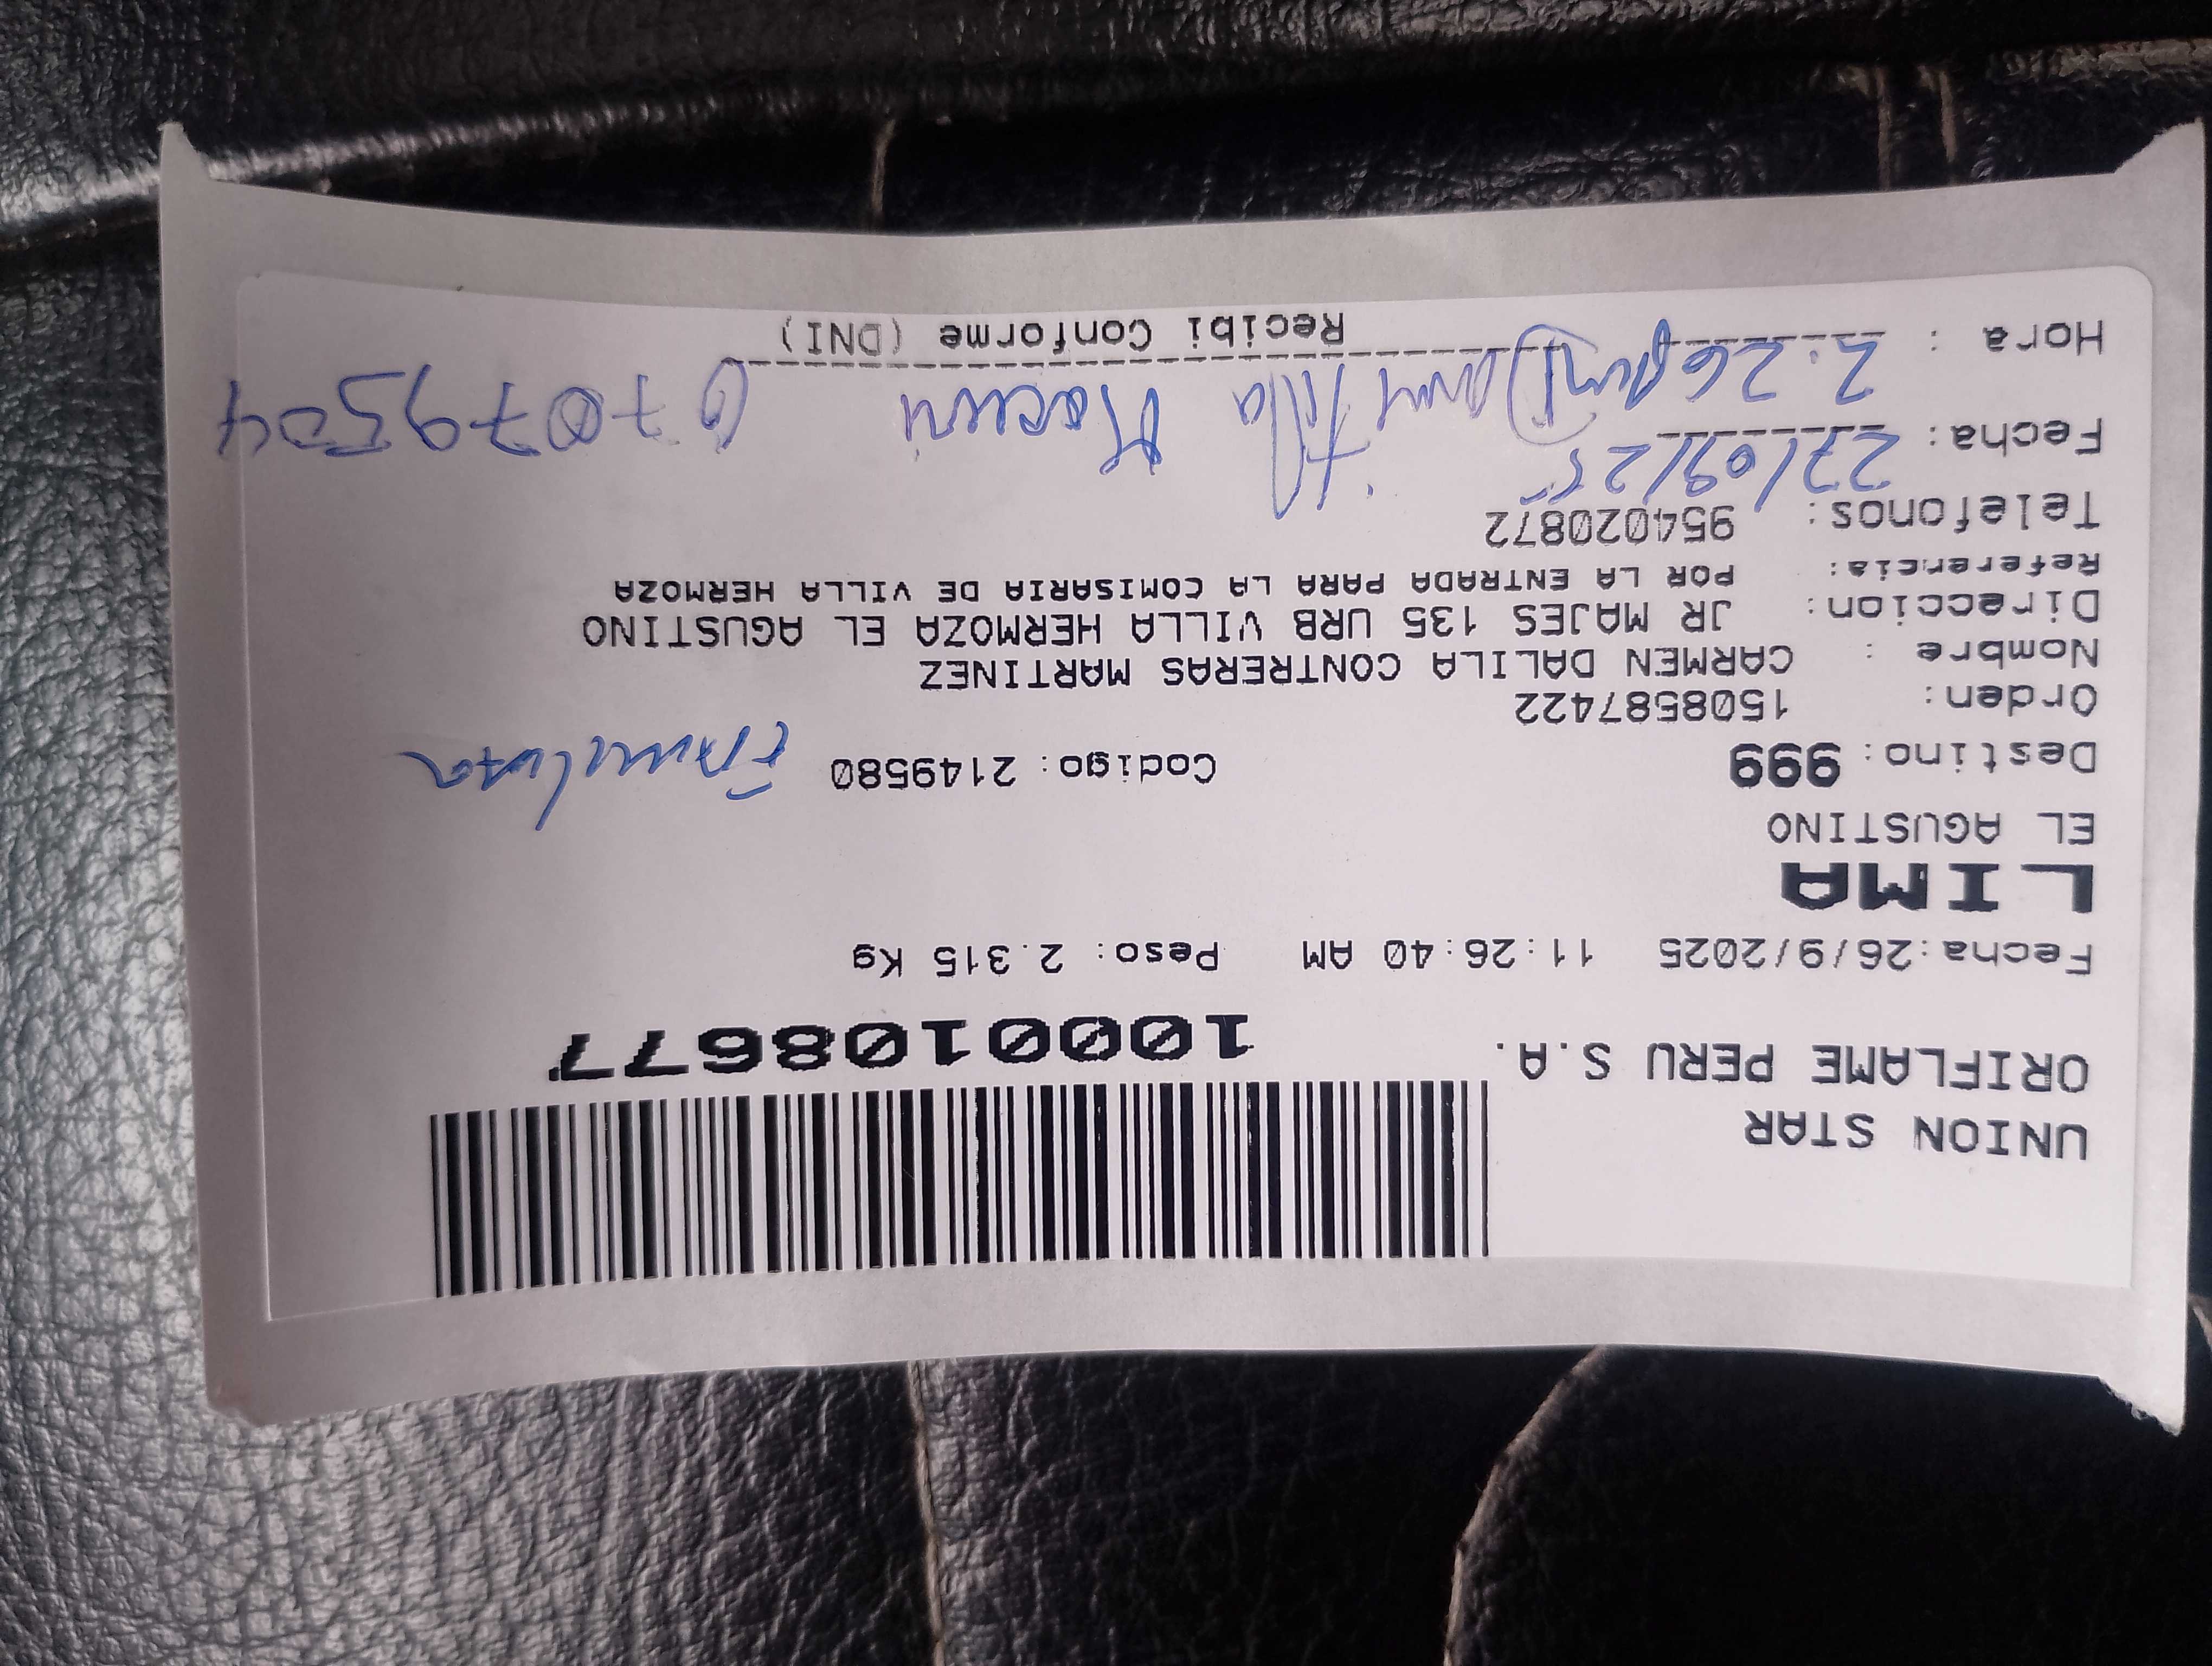 UNION STAR
ORIFLAME PERU S.A.
1000108677
Fecha:26/9/2025 11:26:40 AM Peso: 2.315 Kg
LIMA
EL AGUSTINO
Destino: 999 Codigo: 2149580
Orden: 1508587422
Nombre : CARMEN DALILA CONTRERAS MARTINEZ
Direccion: JR MAJES 135 URB VILLA HERMOZA EL AGUSTINO
Referencia: POR LA ENTRADA PARA LA COMISARIA DE VILLA HERMOZA
Telefonos: 954020872
Fecha: 27/09/25
Hora : 2:26pm 07079504
Recibi Conforme (DNI)